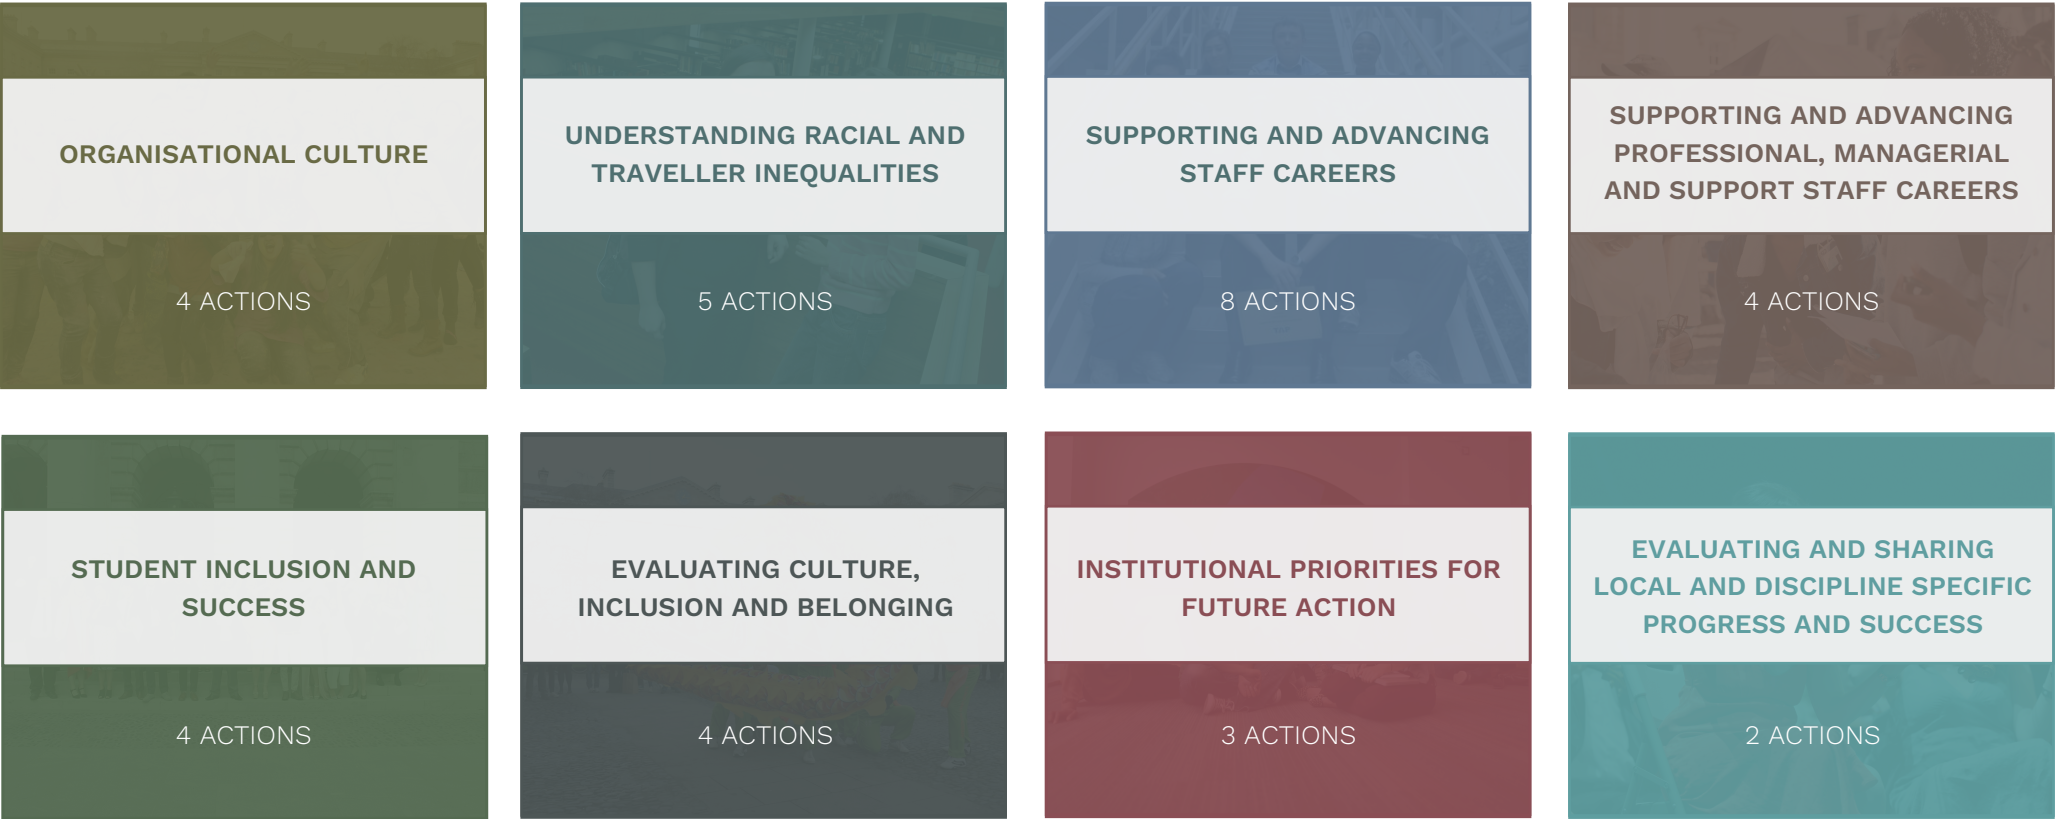 ORGANISATIONAL CULTURE
4 ACTIONS
UNDERSTANDING RACIAL AND
TRAVELLER INEQUALITIES
5 ACTIONS
SUPPORTING AND ADVANCING
STAFF CAREERS
8 ACTIONS
SUPPORTING AND ADVANCING
PROFESSIONAL, MANAGERIAL
AND SUPPORT STAFF CAREERS
4 ACTIONS
STUDENT INCLUSION AND
SUCCESS
4 ACTIONS
EVALUATING CULTURE,
INCLUSION AND BELONGING
4 ACTIONS
INSTITUTIONAL PRIORITIES FOR
FUTURE ACTION
3 ACTIONS
EVALUATING AND SHARING
LOCAL AND DISCIPLINE SPECIFIC
PROGRESS AND SUCCESS
2 ACTIONS